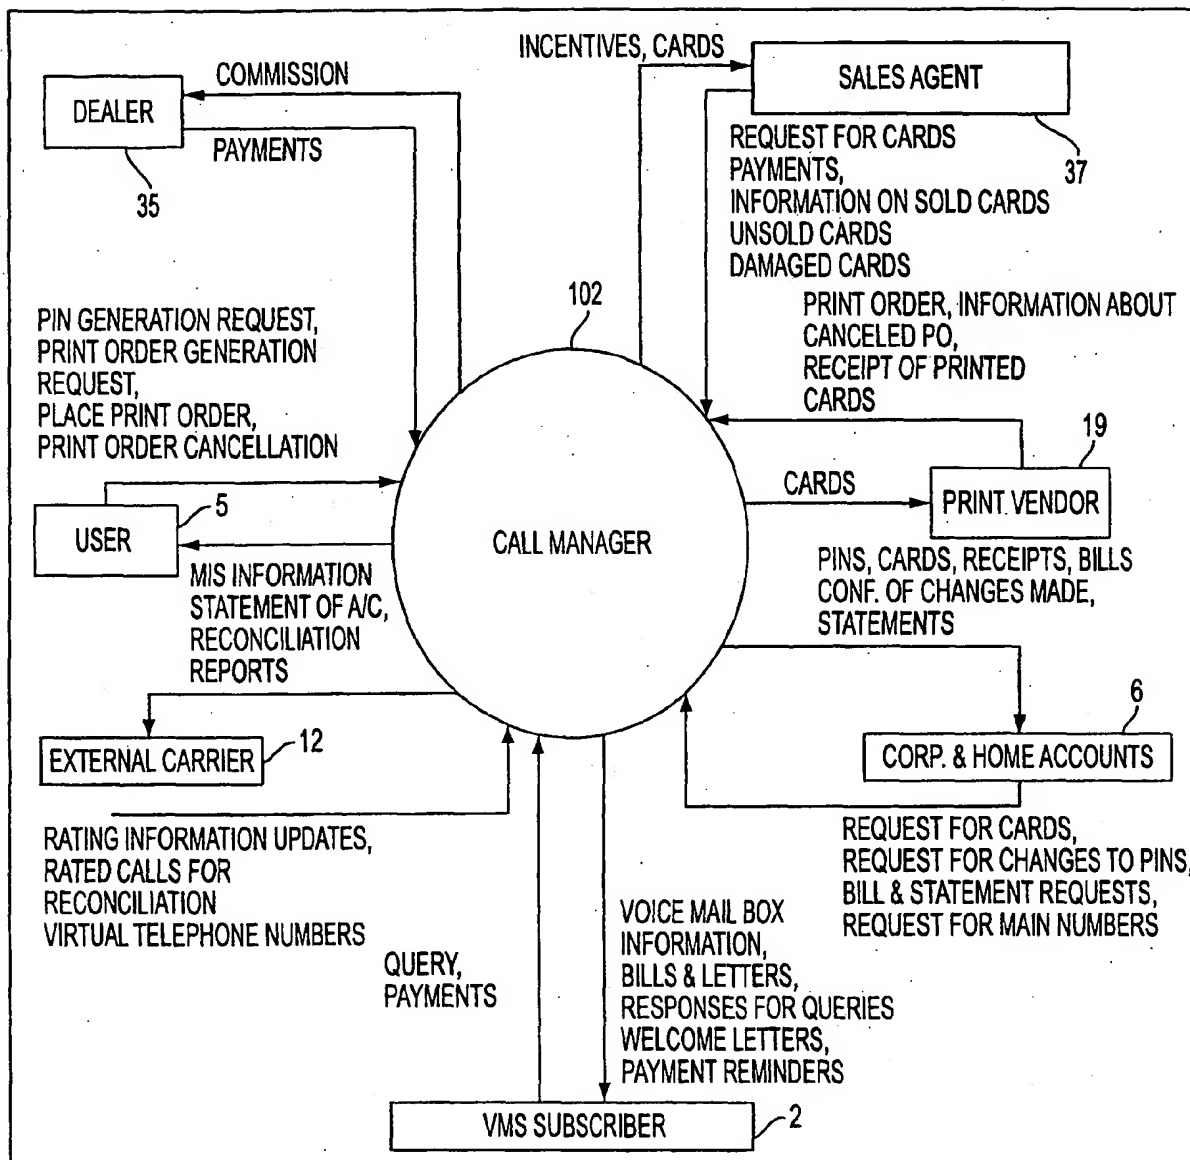 INCENTIVES, CARDS
SALES AGENT
37
COMMISSION
DEALER
PAYMENTS
35
REQUEST FOR CARDS
PAYMENTS,
INFORMATION ON SOLD CARDS
UNSOLD CARDS
DAMAGED CARDS
102
PRINT ORDER, INFORMATION ABOUT
CANCELED PO,
RECEIPT OF PRINTED
CARDS
PIN GENERATION REQUEST,
PRINT ORDER GENERATION
REQUEST,
PLACE PRINT ORDER,
PRINT ORDER CANCELLATION
19
CARDS
PRINT VENDOR
5
USER
CALL MANAGER
MIS INFORMATION
STATEMENT OF A/C,
RECONCILIATION
REPORTS
PINS, CARDS, RECEIPTS, BILLS
CONF. OF CHANGES MADE,
STATEMENTS
6
EXTERNAL CARRIER
12
CORP. & HOME ACCOUNTS
RATING INFORMATION UPDATES,
RATED CALLS FOR
RECONCILIATION
VIRTUAL TELEPHONE NUMBERS
REQUEST FOR CARDS,
REQUEST FOR CHANGES TO PINS,
BILL & STATEMENT REQUESTS,
REQUEST FOR MAIN NUMBERS
QUERY,
PAYMENTS
VOICE MAIL BOX
INFORMATION,
BILLS & LETTERS,
RESPONSES FOR QUERIES
WELCOME LETTERS,
PAYMENT REMINDERS
VMS SUBSCRIBER
2